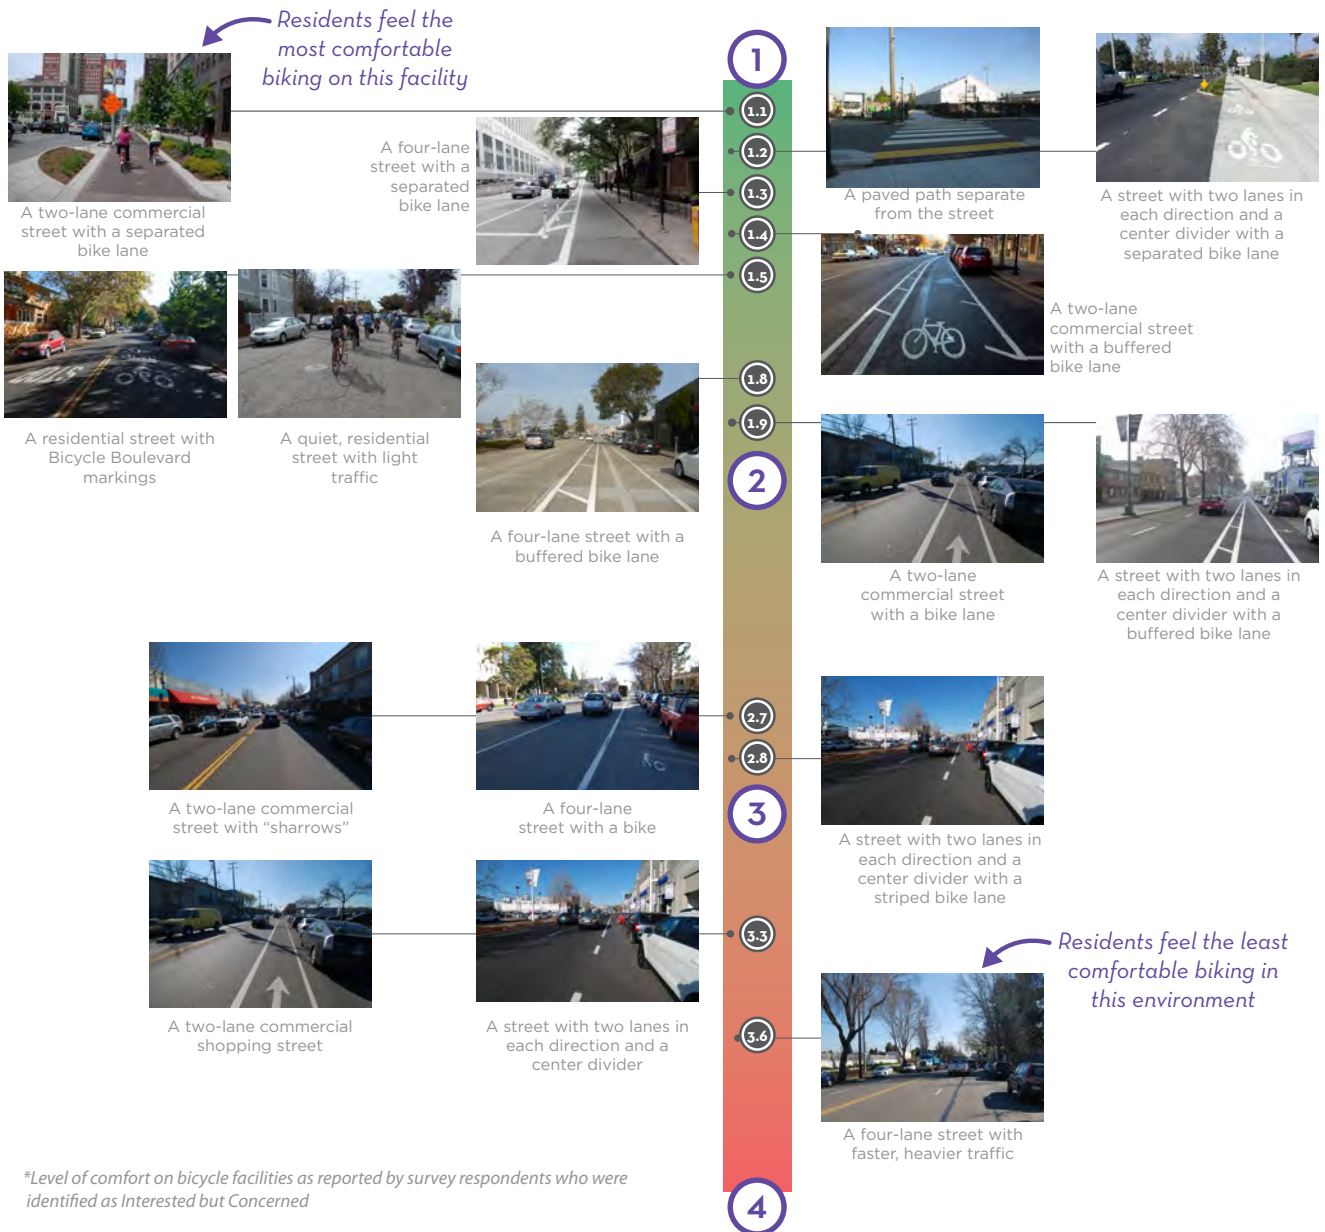 Residents feel the
most comfortable
biking on this facility
A two-lane commercial
street with a separated
bike lane
A four-lane
street with a
separated
bike lane
1
1.1
1.2
1.3
1.4
1.5
A paved path separate
from the street
A street with two lanes in
each direction and a
center divider with a
separated bike lane
A two-lane
commercial street
with a buffered
bike lane
STOP
A residential street with
Bicycle Boulevard
markings
A quiet, residential
street with light
traffic
1.8
1.9
2
A four-lane street with a
buffered bike lane
A two-lane
commercial street
with a bike lane
A street with two lanes in
each direction and a
center divider with a
buffered bike lane
2.7
2.8
3
A two-lane commercial
street with “sharrows”
A four-lane
street with a bike
A street with two lanes in
each direction and a
center divider with a
striped bike lane
3.3
A two-lane commercial
shopping street
A street with two lanes in
each direction and a
center divider
Residents feel the least
comfortable biking in
this environment
3.6
A four-lane street with
faster, heavier traffic
4
*Level of comfort on bicycle facilities as reported by survey respondents who were
identified as Interested but Concerned